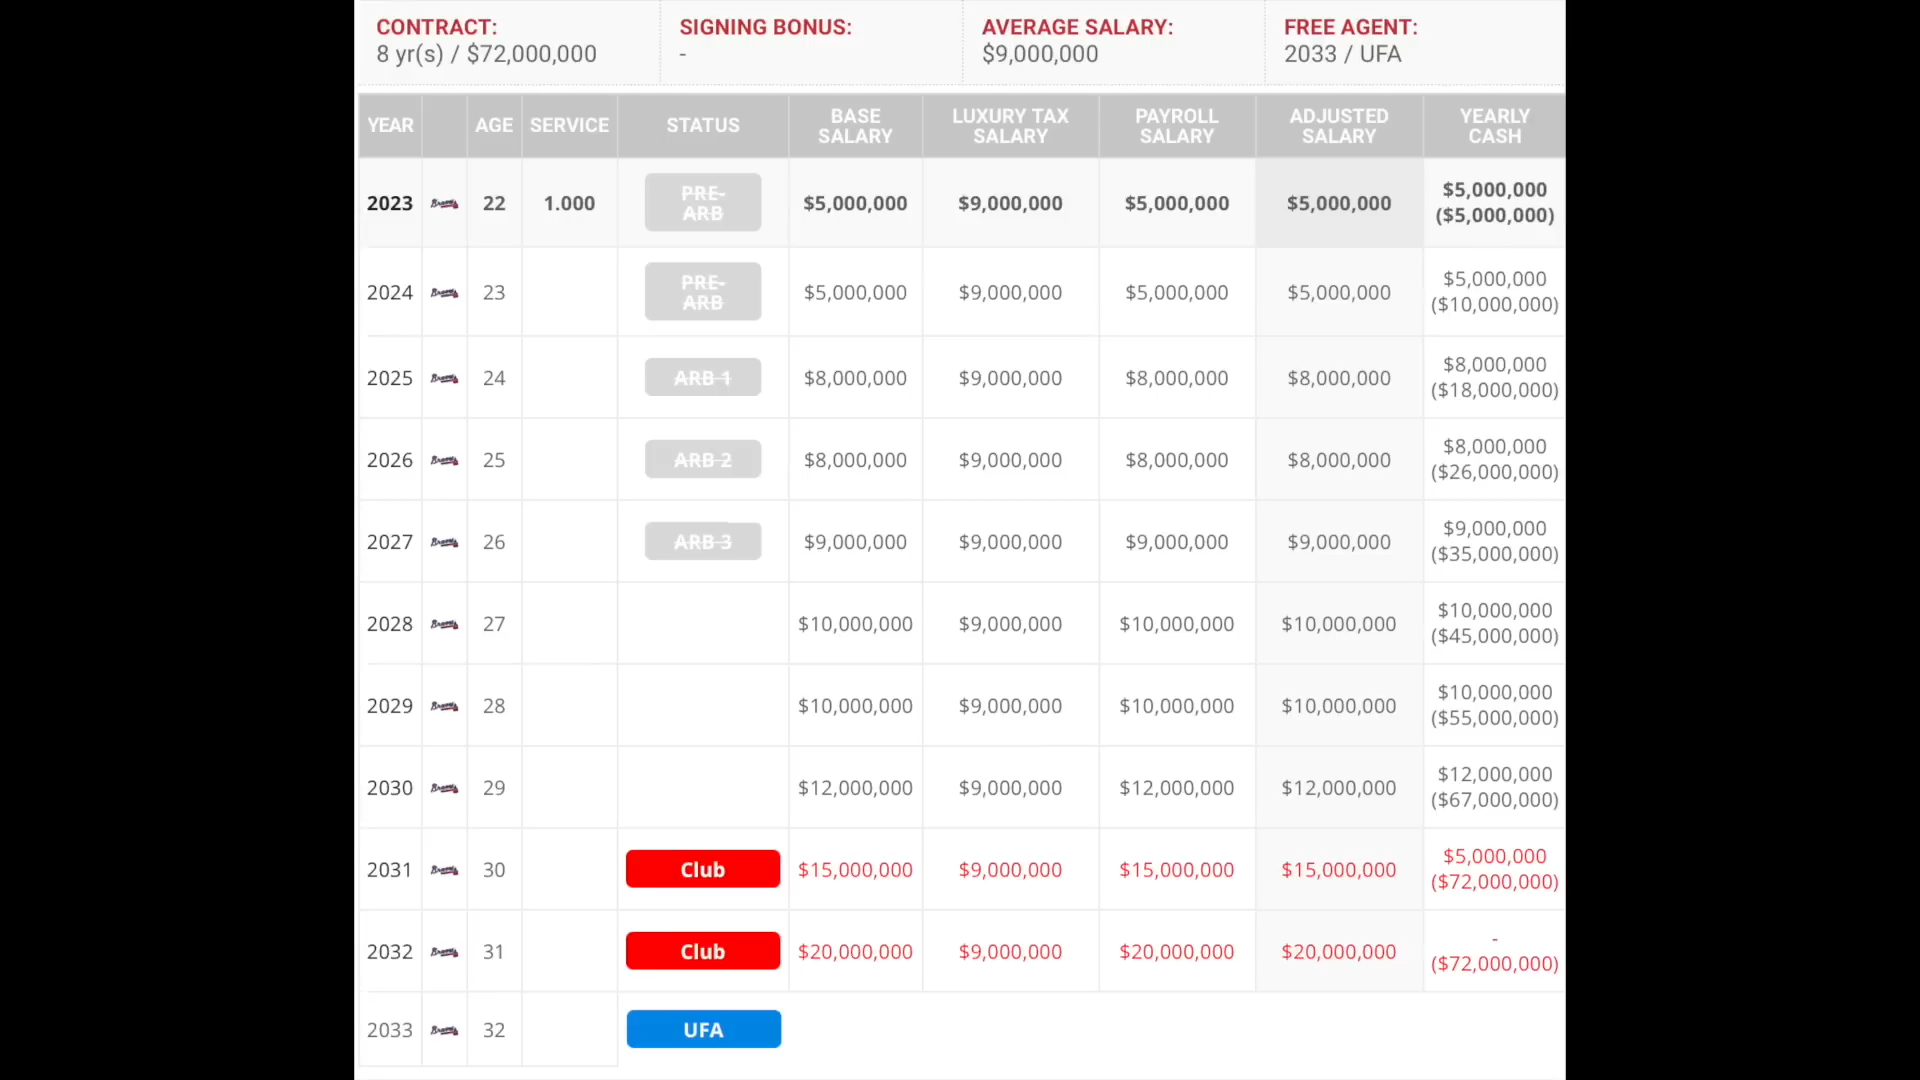 CONTRACT: SIGNING BONUS: AVERAGE SALARY: FREE AGENT:
8 yr(s) / $72,000,000 - $9,000,000 2033 / UFA
YEAR AGE SERVICE STATUS BASE SALARY LUXURY TAX SALARY PAYROLL SALARY ADJUSTED SALARY YEARLY CASH
2023 Braves 22 1.000 PRE-ARB $5,000,000 $9,000,000 $5,000,000 $5,000,000 $5,000,000 ($5,000,000)
2024 Braves 23 PRE-ARB $5,000,000 $9,000,000 $5,000,000 $5,000,000 $5,000,000 ($10,000,000)
2025 Braves 24 ARB 1 $8,000,000 $9,000,000 $8,000,000 $8,000,000 $8,000,000 ($18,000,000)
2026 Braves 25 ARB 2 $8,000,000 $9,000,000 $8,000,000 $8,000,000 $8,000,000 ($26,000,000)
2027 Braves 26 ARB 3 $9,000,000 $9,000,000 $9,000,000 $9,000,000 $9,000,000 ($35,000,000)
2028 Braves 27 $10,000,000 $9,000,000 $10,000,000 $10,000,000 $10,000,000 ($45,000,000)
2029 Braves 28 $10,000,000 $9,000,000 $10,000,000 $10,000,000 $10,000,000 ($55,000,000)
2030 Braves 29 $12,000,000 $9,000,000 $12,000,000 $12,000,000 $12,000,000 ($67,000,000)
2031 Braves 30 Club $15,000,000 $9,000,000 $15,000,000 $15,000,000 $5,000,000 ($72,000,000)
2032 Braves 31 Club $20,000,000 $9,000,000 $20,000,000 $20,000,000 - ($72,000,000)
2033 Braves 32 UFA